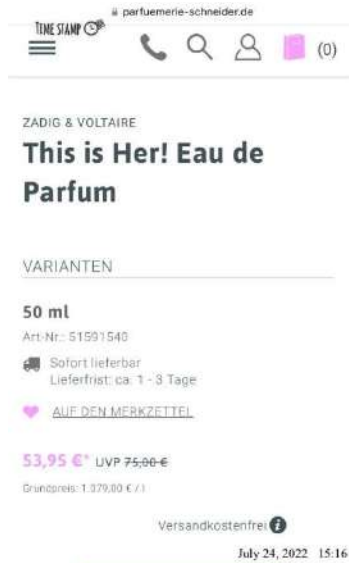 parfuemerie-schneider.de
TIME STAMP
(0)
ZADIG & VOLTAIRE
This is Her! Eau de
Parfum
VARIANTEN
50 ml
Art-Nr.: 51591540
Sofort lieferbar
Lieferfrist: ca. 1 - 3 Tage
AUF DEN MERKZETTEL
53,95 €* UVP 75,00 €
Grundpreis: 1.079,00 € / l
Versandkostenfrei i
July 24, 2022 15:16